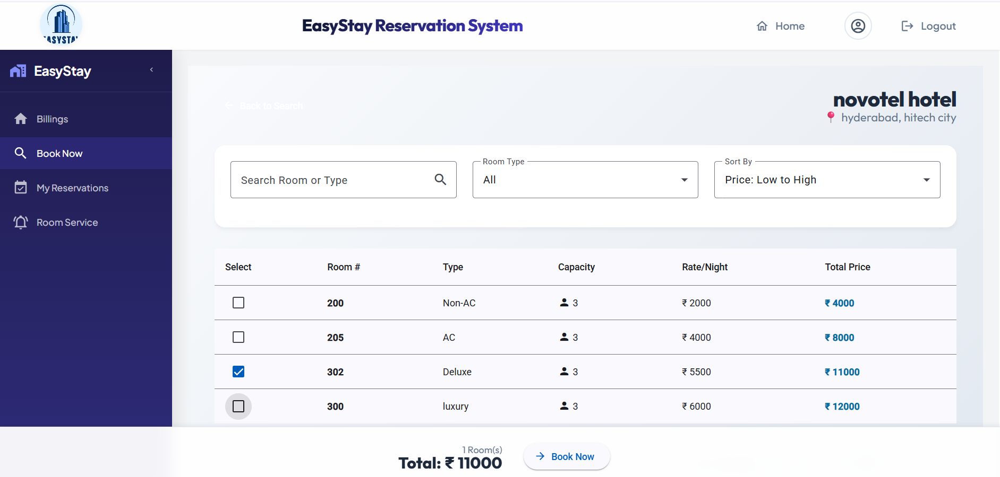 EASYSTAY
EasyStay Reservation System
Home
Logout
EasyStay
Billings
Book Now
My Reservations
Room Service
Back to Search
novotel hotel
hyderabad, hitech city
Search Room or Type
Room Type
All
Sort By
Price: Low to High
Select Room # Type Capacity Rate/Night Total Price
200 Non-AC 3 ₹ 2000 ₹ 4000
205 AC 3 ₹ 4000 ₹ 8000
302 Deluxe 3 ₹ 5500 ₹ 11000
300 luxury 3 ₹ 6000 ₹ 12000
1 Room(s)
Total: ₹ 11000
Book Now